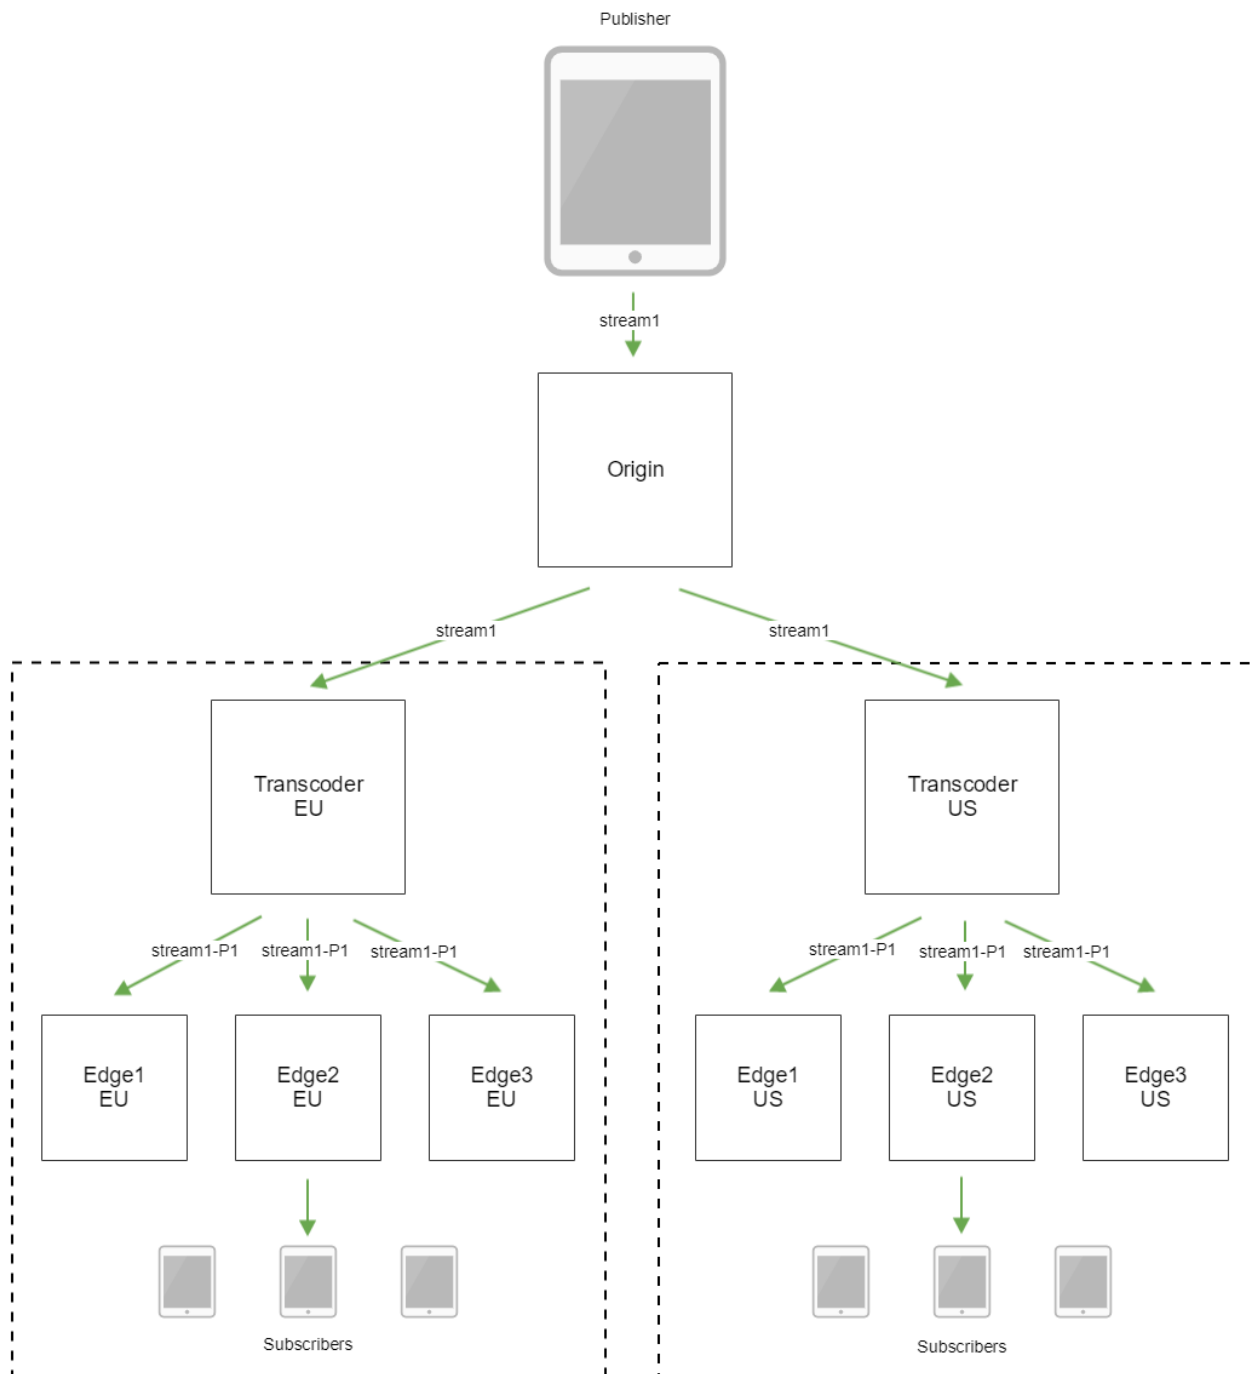 Publisher
stream1
Origin
stream1
stream1
Transcoder
EU
Transcoder
US
stream1-P1
stream1-P1
stream1-P1
stream1-P1
stream1-P1
stream1-P1
Edge1
EU
Edge2
EU
Edge3
EU
Edge1
US
Edge2
US
Edge3
US
Subscribers
Subscribers